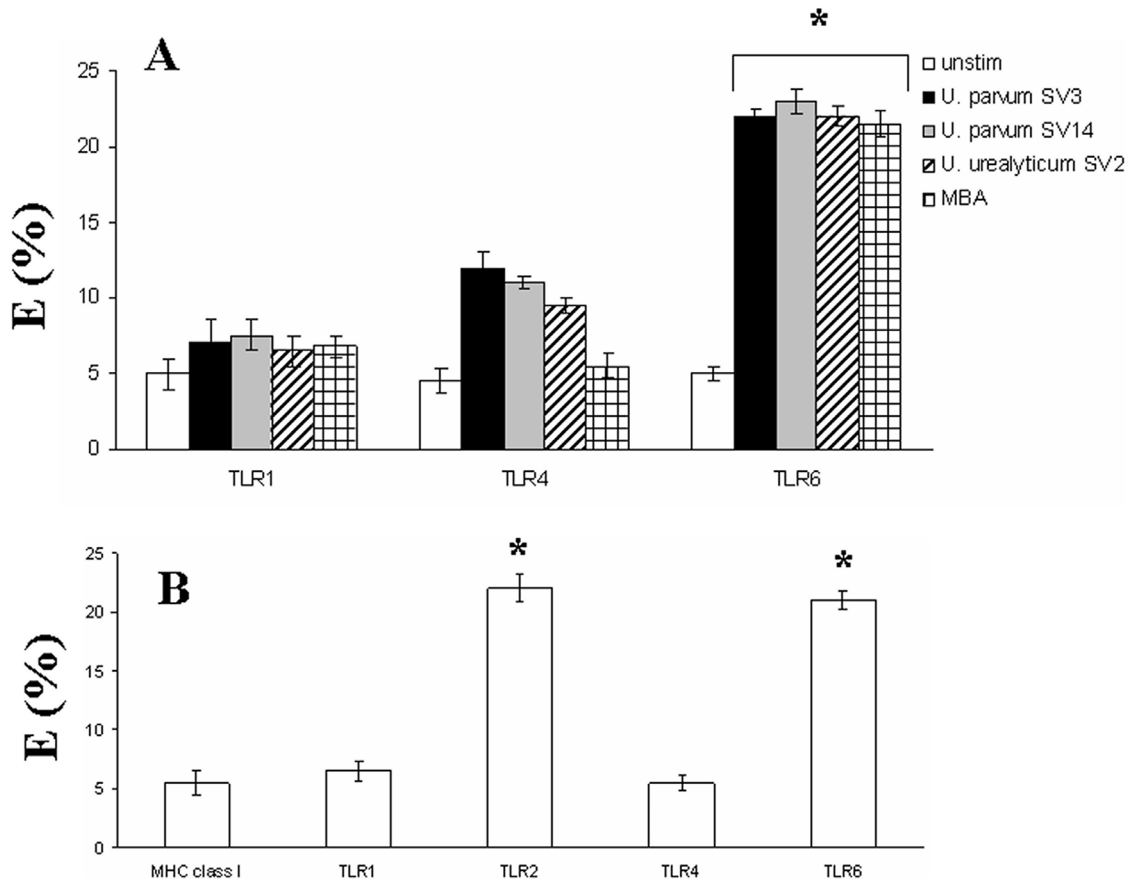 *
A
25
20
15
10
5
0
E (%)
TLR1
TLR4
TLR6
unstim
U. parvum SV3
U. parvum SV14
U. urealyticum SV2
MBA
B
*
*
25
20
15
10
5
0
E (%)
MHC class I
TLR1
TLR2
TLR4
TLR6